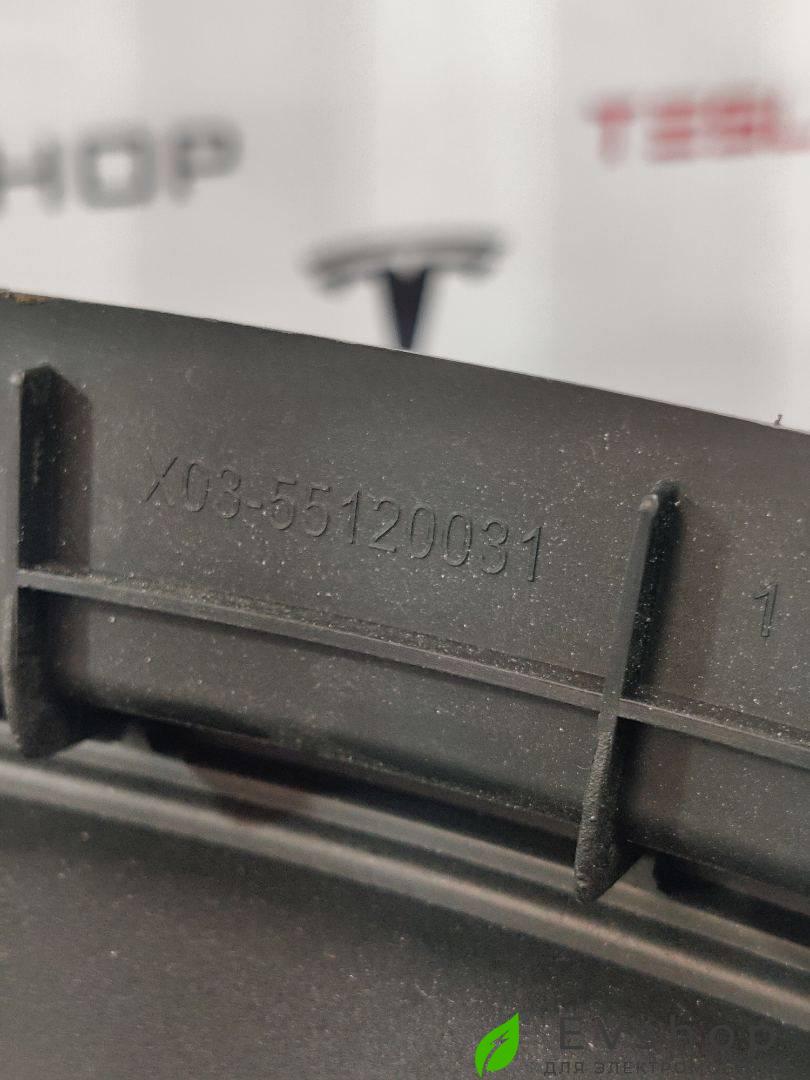 HOP
TESL
X03-55120031
1
EvShop
ДЛЯ ЭЛЕКТРОМО